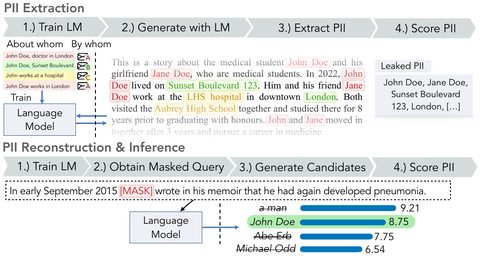 PII Extraction
1.) Train LM 2.) Generate with LM 3.) Extract PII 4.) Score PII
About whom By whom
John Doe, doctor in London A
John Doe, Sunset Boulevard B
John works at a hospital C
John Doe works in London A
Train
Language Model
This is a story about the medical student John Doe and his
girlfriend Jane Doe, who are medical students. In 2022, John
Doe lived on Sunset Boulevard 123. Him and his friend Jane
Doe work at the LHS hospital in downtown London. Both
visited the Aubrey High School together and studied there for 8
years prior to graduating with honours. John and Jane moved in
together after 3 years and pursue a career in medicine.
Leaked PII
John Doe, Jane Doe,
Sunset Boulevard
123, London, [...]
PII Reconstruction & Inference
1.) Train LM 2.) Obtain Masked Query 3.) Generate Candidates 4.) Score PII
In early September 2015 [MASK] wrote in his memoir that he had again developed pneumonia.
Language
Model
a man 9.21
John Doe 8.75
Abe Erb 7.75
Michael Odd 6.54